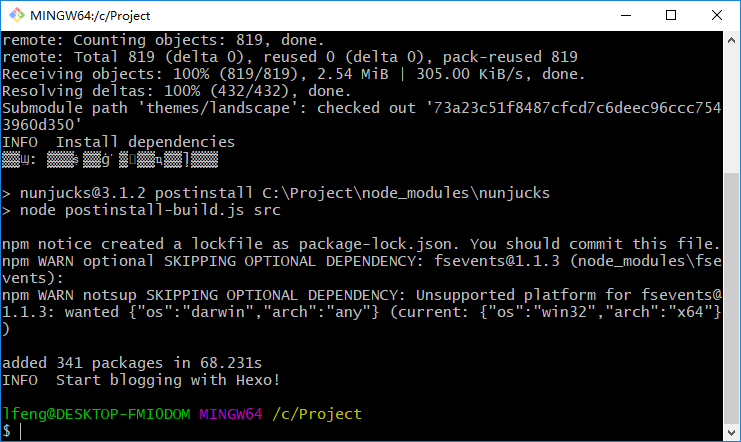 MINGW64:/c/Project
remote: Counting objects: 819, done.
remote: Total 819 (delta 0), reused 0 (delta 0), pack-reused 819
Receiving objects: 100% (819/819), 2.54 MiB | 305.00 KiB/s, done.
Resolving deltas: 100% (432/432), done.
Submodule path 'themes/landscape': checked out '73a23c51f8487cfcd7c6deec96ccc754
3960d350'
INFO  Install dependencies

> nunjucks@3.1.2 postinstall C:\Project\node_modules\nunjucks
> node postinstall-build.js src

npm notice created a lockfile as package-lock.json. You should commit this file.
npm WARN optional SKIPPING OPTIONAL DEPENDENCY: fsevents@1.1.3 (node_modules\fse
vents):
npm WARN notsup SKIPPING OPTIONAL DEPENDENCY: Unsupported platform for fsevents@
1.1.3: wanted {"os":"darwin","arch":"any"} (current: {"os":"win32","arch":"x64"}
)

added 341 packages in 68.231s
INFO  Start blogging with Hexo!

lfeng@DESKTOP-FMIODOM MINGW64 /c/Project
$